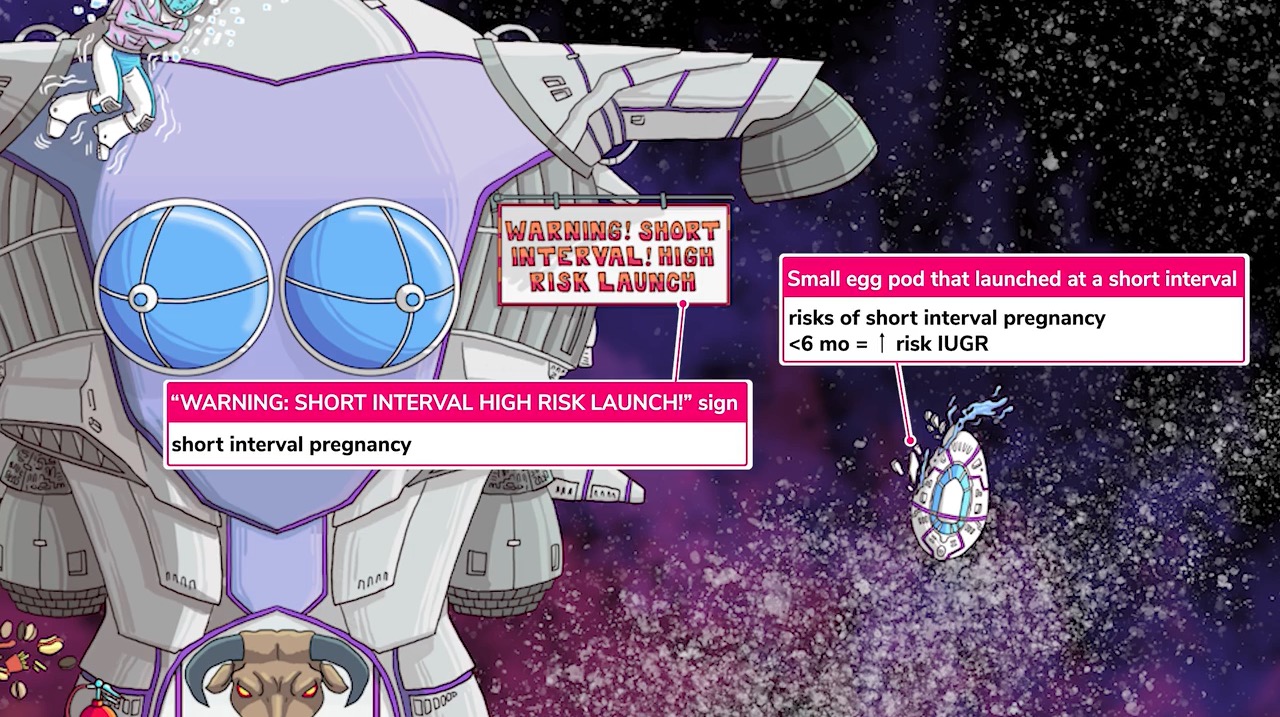 WARNING! SHORT
INTERVAL! HIGH
RISK LAUNCH
Small egg pod that launched at a short interval
risks of short interval pregnancy
<6 mo = ↑ risk IUGR
“WARNING: SHORT INTERVAL HIGH RISK LAUNCH!” sign
short interval pregnancy